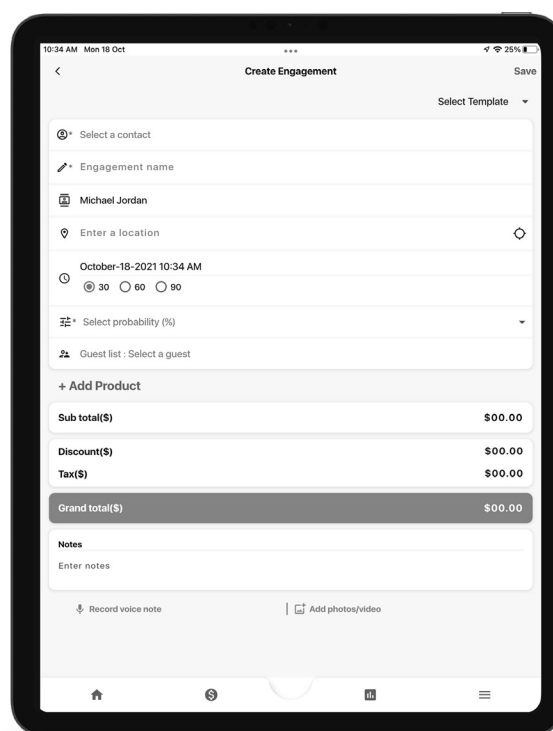 10:34 AM Mon 18 Oct
25%
Create Engagement
Save
Select Template
* Select a contact
* Engagement name
Michael Jordan
Enter a location
October-18-2021 10:34 AM
30 60 90
* Select probability (%)
Guest list : Select a guest
+ Add Product
Sub total($) $00.00
Discount($) $00.00
Tax($) $00.00
Grand total($) $00.00
Notes
Enter notes
Record voice note
Add photos/video